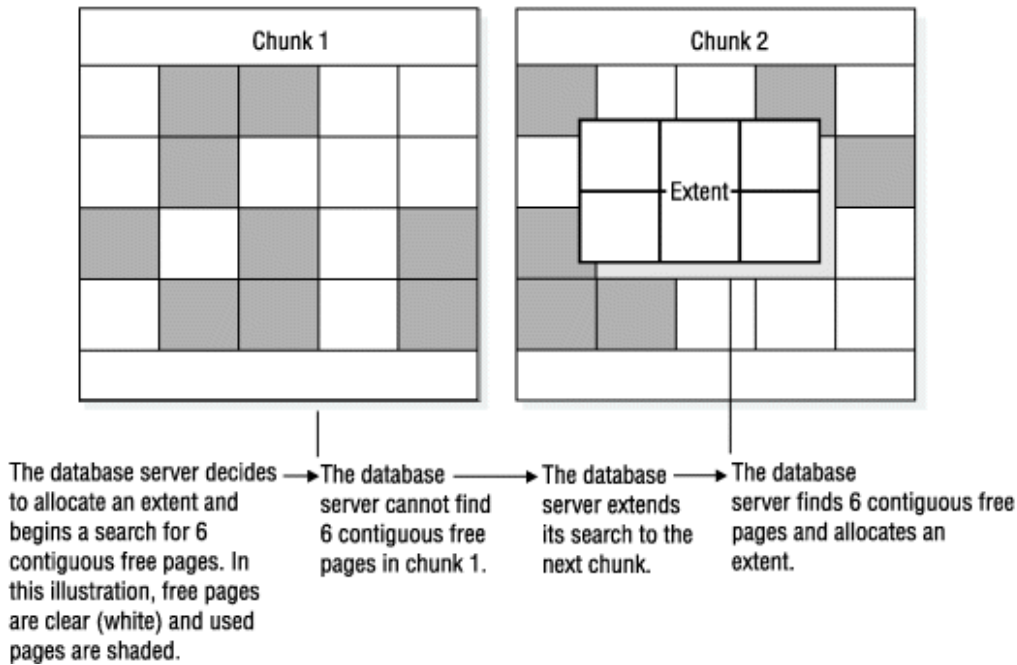 Chunk 1
Chunk 2
Extent
The database server decides
to allocate an extent and
begins a search for 6
contiguous free pages. In
this illustration, free pages
are clear (white) and used
pages are shaded.
The database
server cannot find
6 contiguous free
pages in chunk 1.
The database
server extends
its search to the
next chunk.
The database
server finds 6 contiguous free
pages and allocates an
extent.